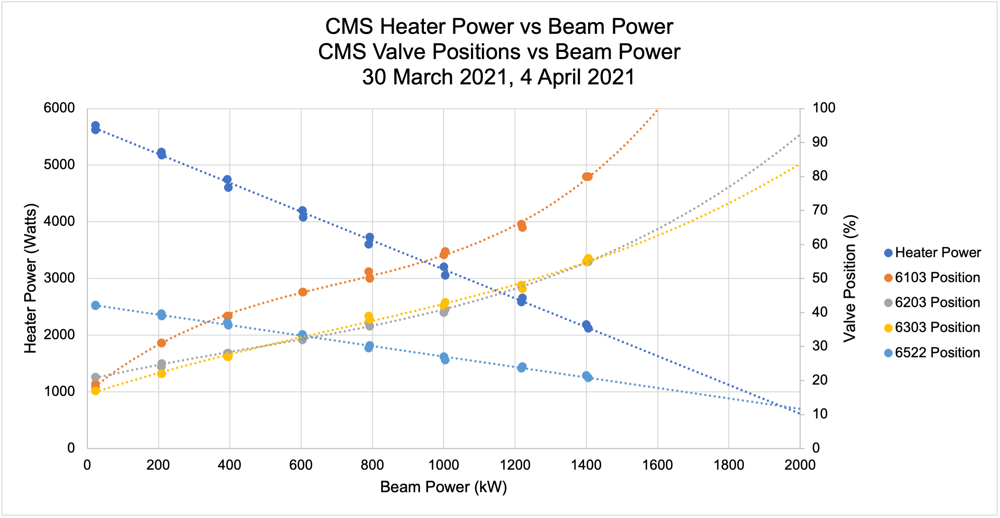 CMS Heater Power vs Beam Power
CMS Valve Positions vs Beam Power
30 March 2021, 4 April 2021
6000
5000
4000
3000
2000
1000
0
Heater Power (Watts)
100
90
80
70
60
50
40
30
20
10
0
Valve Position (%)
0 200 400 600 800 1000 1200 1400 1600 1800 2000
Beam Power (kW)
Heater Power
6103 Position
6203 Position
6303 Position
6522 Position